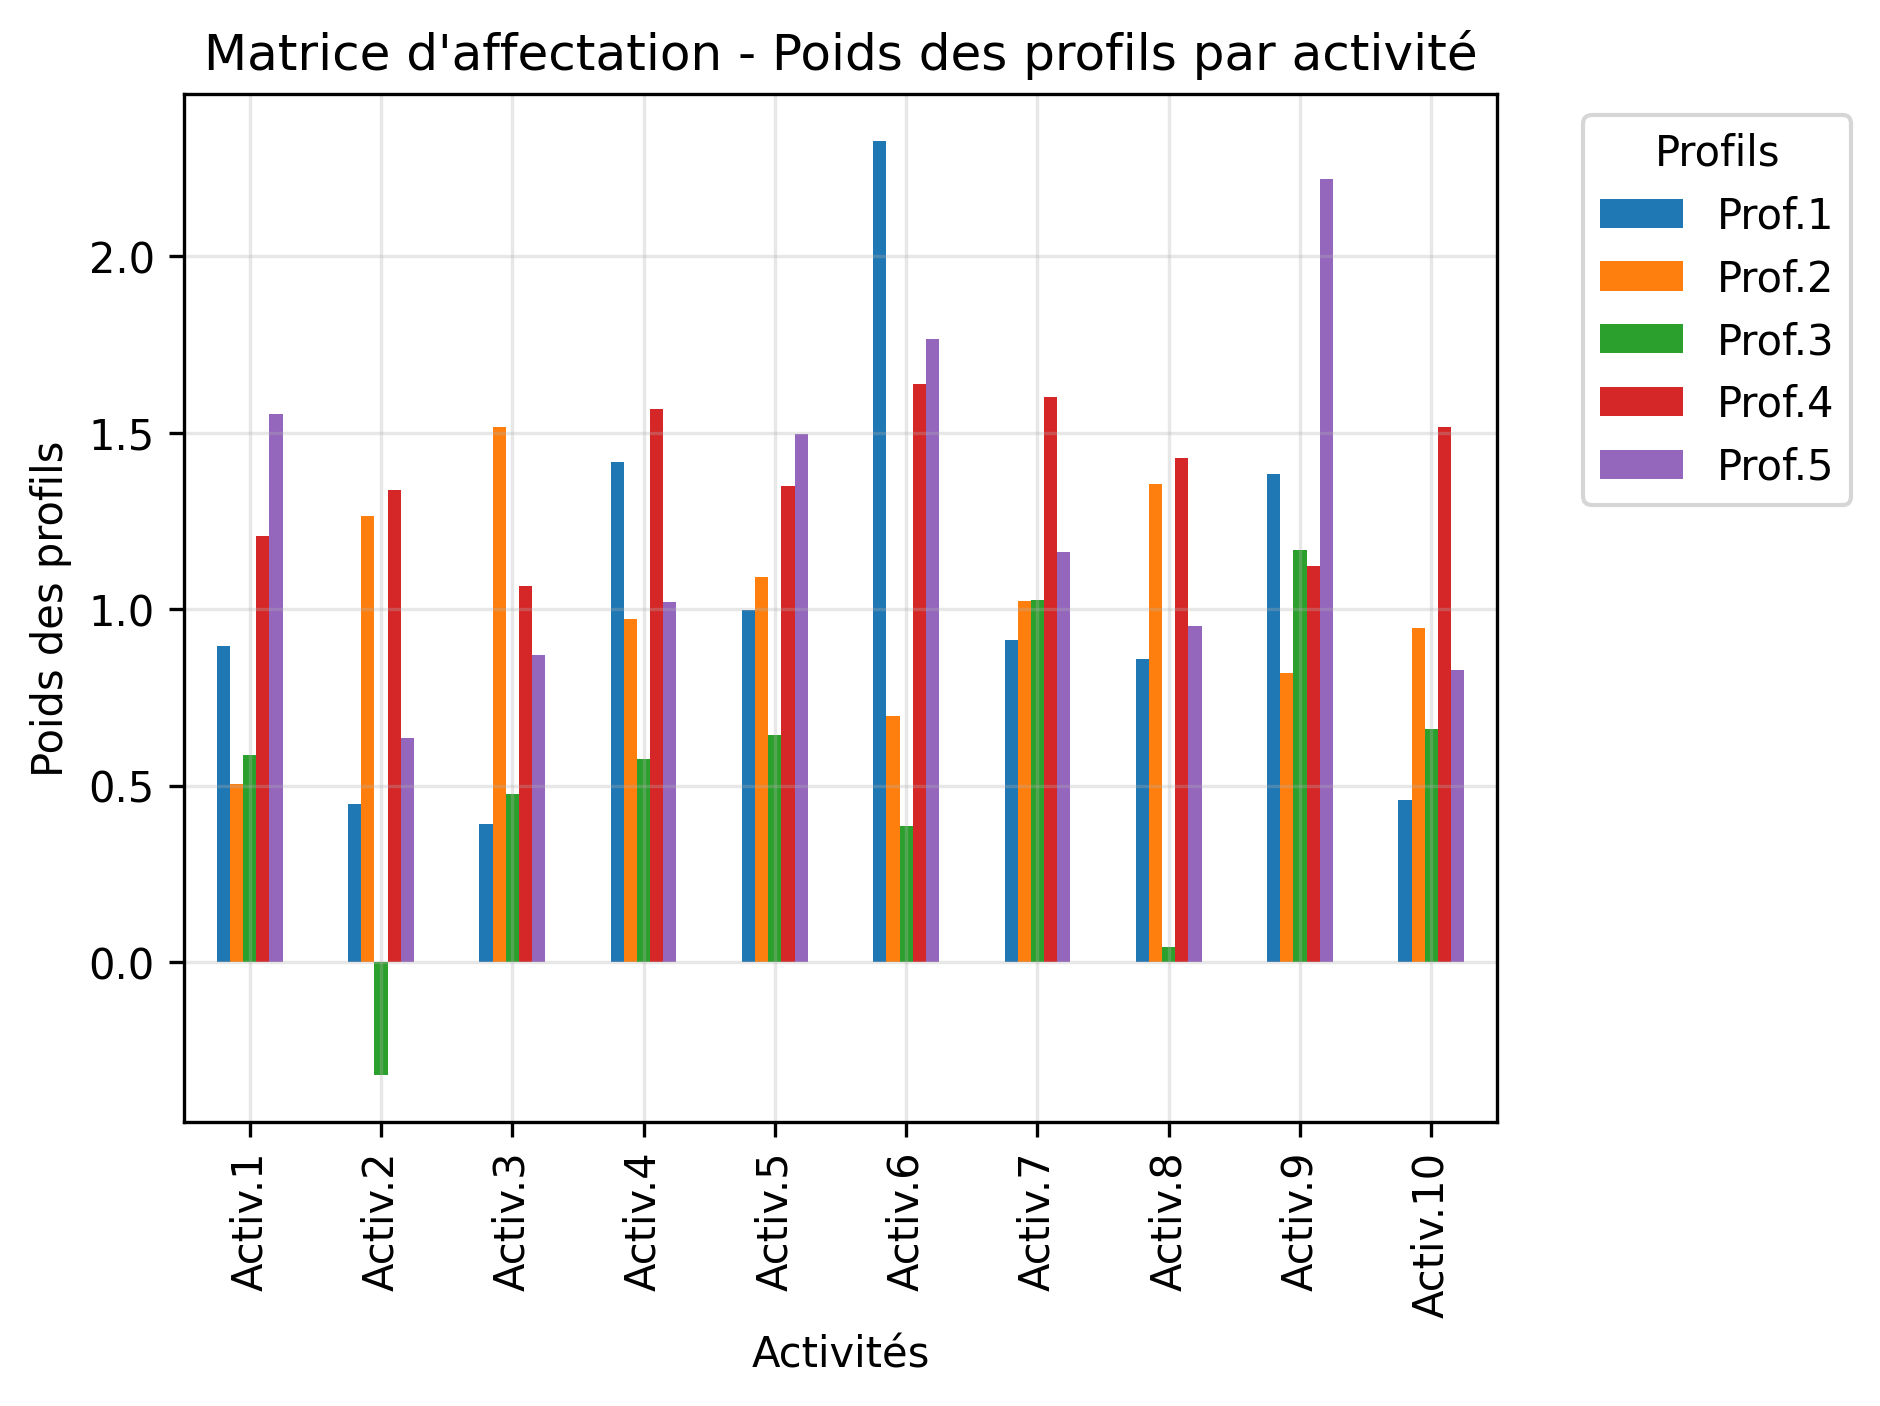 Matrice d'affectation - Poids des profils par activité
Profils
Prof.1
Prof.2
Prof.3
Prof.4
Prof.5
Poids des profils
2.0
1.5
1.0
0.5
0.0
Activ.1
Activ.2
Activ.3
Activ.4
Activ.5
Activ.6
Activ.7
Activ.8
Activ.9
Activ.10
Activités